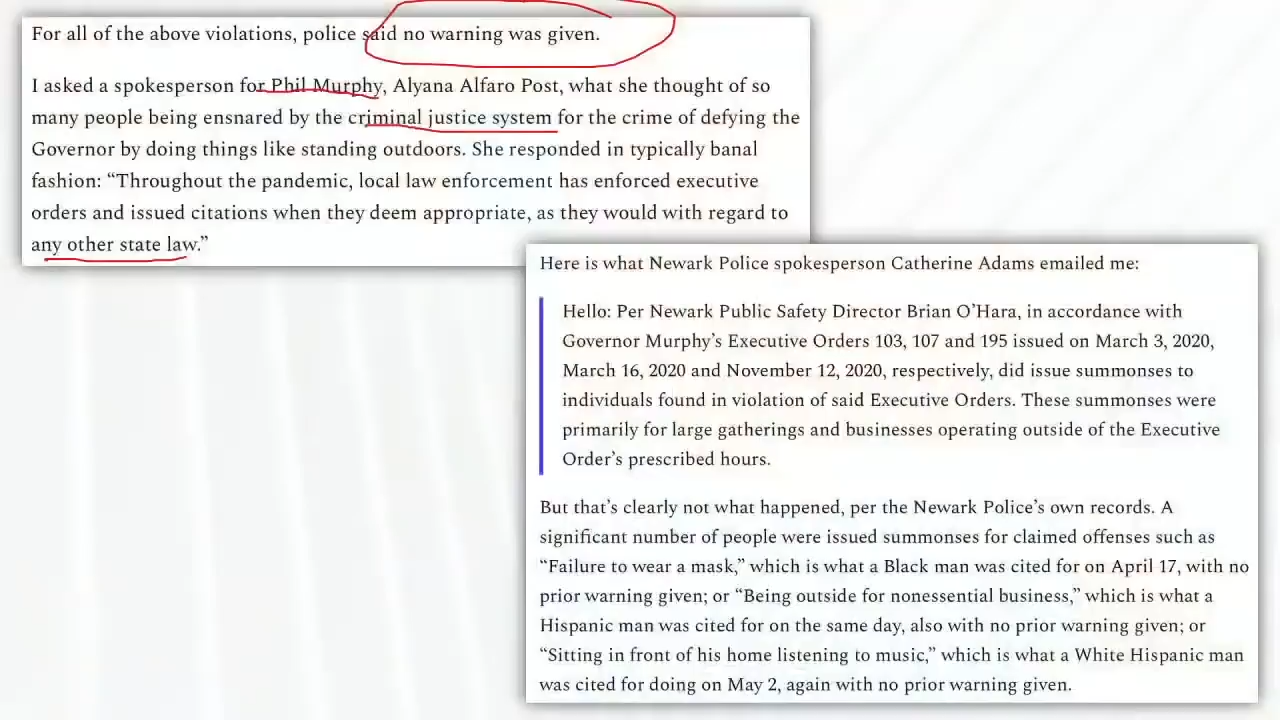 For all of the above violations, police said no warning was given.
I asked a spokesperson for Phil Murphy, Alyana Alfaro Post, what she thought of so
many people being ensnared by the criminal justice system for the crime of defying the
Governor by doing things like standing outdoors. She responded in typically banal
fashion: “Throughout the pandemic, local law enforcement has enforced executive
orders and issued citations when they deem appropriate, as they would with regard to
any other state law.”
Here is what Newark Police spokesperson Catherine Adams emailed me:
Hello: Per Newark Public Safety Director Brian O’Hara, in accordance with
Governor Murphy’s Executive Orders 103, 107 and 195 issued on March 3, 2020,
March 16, 2020 and November 12, 2020, respectively, did issue summonses to
individuals found in violation of said Executive Orders. These summonses were
primarily for large gatherings and businesses operating outside of the Executive
Order’s prescribed hours.
But that’s clearly not what happened, per the Newark Police’s own records. A
significant number of people were issued summonses for claimed offenses such as
“Failure to wear a mask,” which is what a Black man was cited for on April 17, with no
prior warning given; or “Being outside for nonessential business,” which is what a
Hispanic man was cited for on the same day, also with no prior warning given; or
“Sitting in front of his home listening to music,” which is what a White Hispanic man
was cited for doing on May 2, again with no prior warning given.